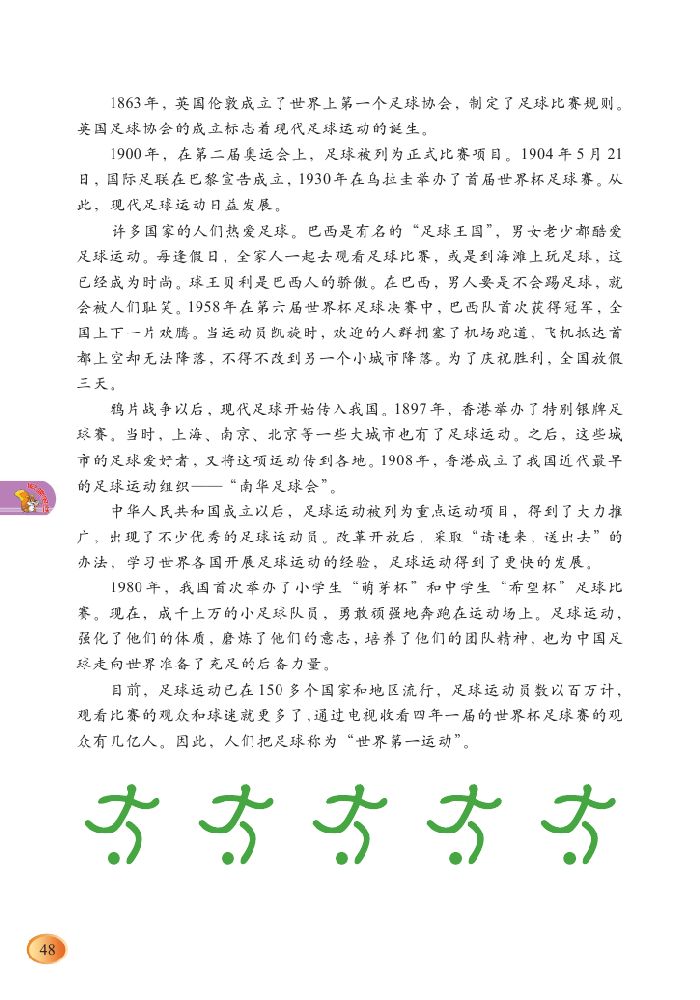 1863年，英国伦敦成立了世界上第一个足球协会，制定了足球比赛规则。
英国足球协会的成立标志着现代足球运动的诞生。
1900年，在第二届奥运会上，足球被列为正式比赛项目。1904年5月21
日，国际足联在巴黎宣告成立，1930年在乌拉圭举办了首届世界杯足球赛。从
此，现代足球运动日益发展。
许多国家的人们热爱足球。巴西是有名的“足球王国”，男女老少都酷爱
足球运动。每逢假日，全家人一起去观看足球比赛，或是到海滩上玩足球，这
已经成为时尚。球王贝利是巴西人的骄傲。在巴西，男人要是不会踢足球，就
会被人们耻笑。1958年在第六届世界杯足球决赛中，巴西队首次获得冠军，全
国上下一片欢腾。当运动员凯旋时，欢迎的人群拥塞了机场跑道，飞机抵达首
都上空却无法降落，不得不改到另一个小城市降落。为了庆祝胜利，全国放假
三天。
鸦片战争以后，现代足球开始传入我国。1897年，香港举办了特别银牌足
球赛。当时，上海、南京、北京等一些大城市也有了足球运动。之后，这些城
市的足球爱好者，又将这项运动传到各地。1908年，香港成立了我国近代最早
的足球运动组织——“南华足球会”。
中华人民共和国成立以后，足球运动被列为重点运动项目，得到了大力推
广，出现了不少优秀的足球运动员。改革开放后，采取“请进来，送出去”的
办法，学习世界各国开展足球运动的经验，足球运动得到了更快的发展。
1980年，我国首次举办了小学生“萌芽杯”和中学生“希望杯”足球比
赛。现在，成千上万的小足球队员，勇敢顽强地奔跑在运动场上。足球运动，
强化了他们的体质，磨炼了他们的意志，培养了他们的团队精神，也为中国足
球走向世界准备了充足的后备力量。
目前，足球运动已在150多个国家和地区流行，足球运动员数以百万计，
观看比赛的观众和球迷就更多了，通过电视收看四年一届的世界杯足球赛的观
众有几亿人。因此，人们把足球称为“世界第一运动”。
48